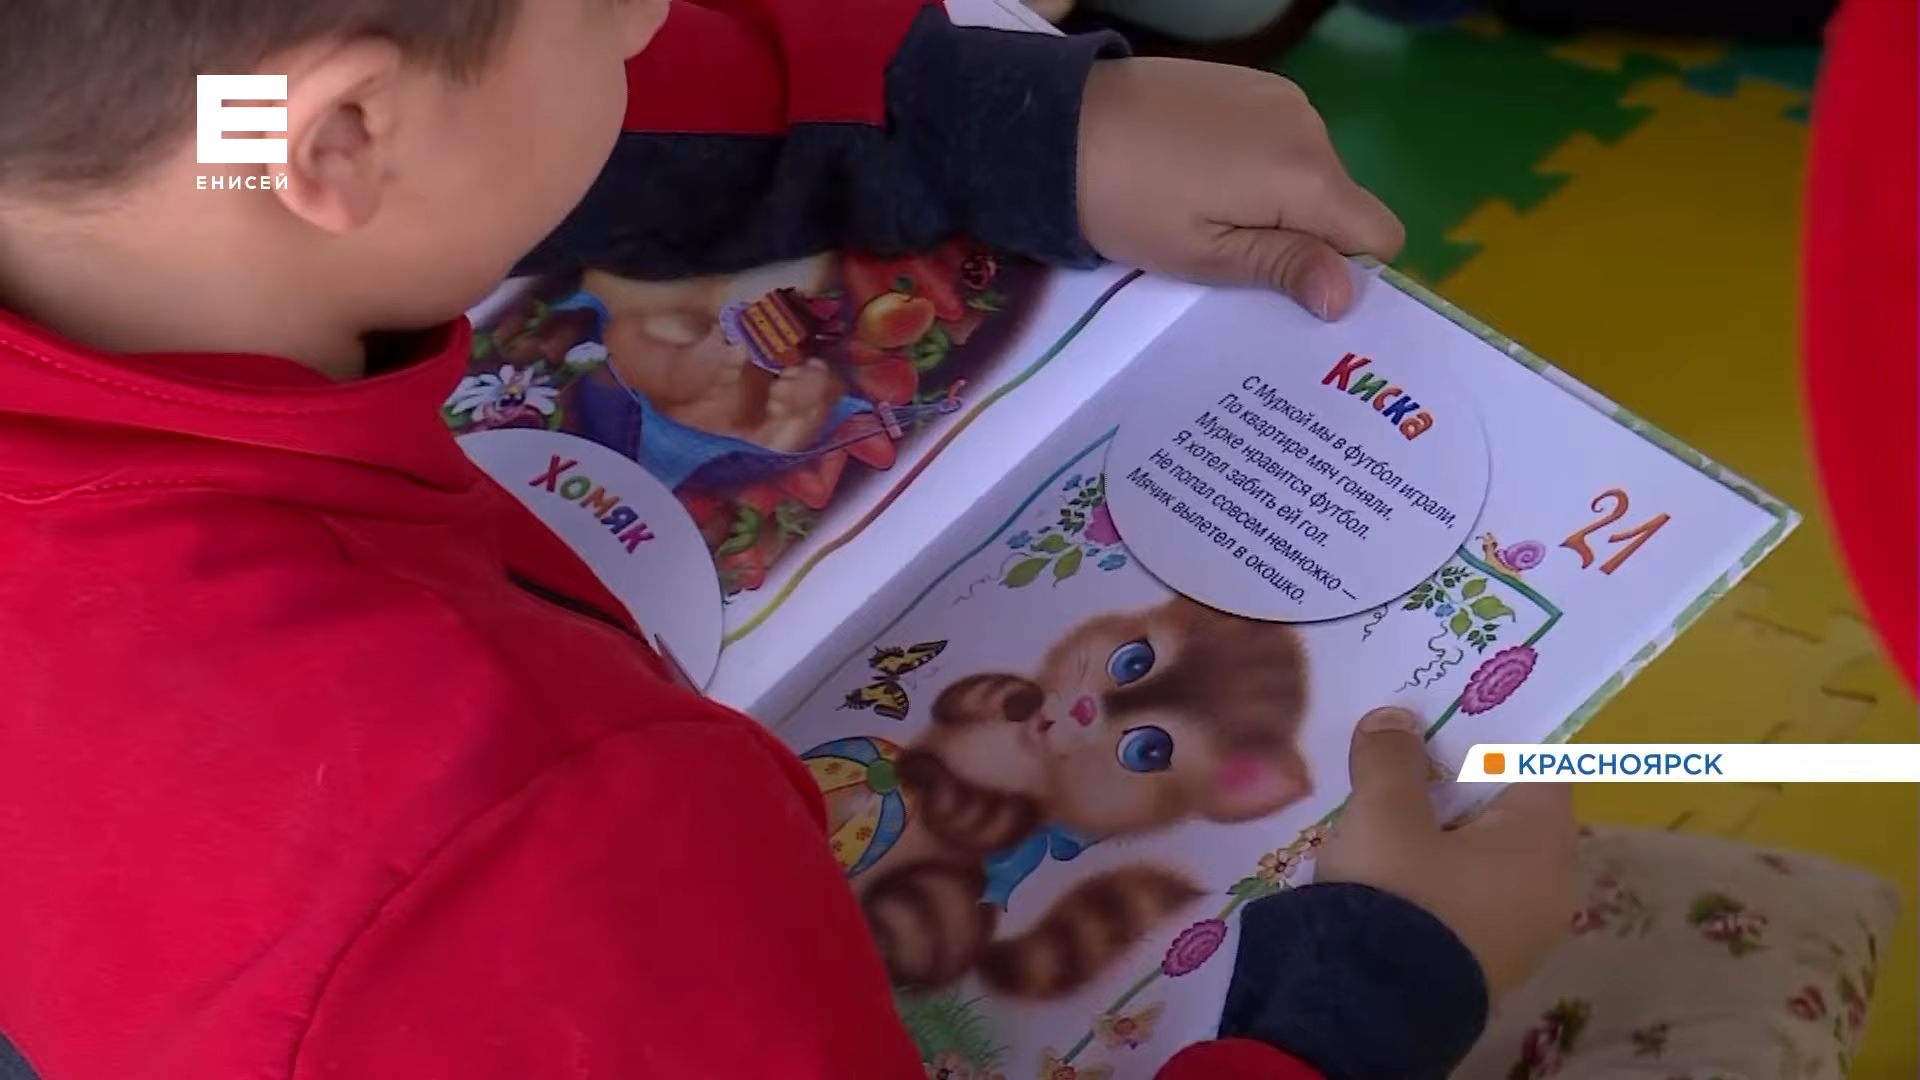 ЕНИСЕЙ
Хомяк
Киска
С Муркой мы в футбол играли,
По квартире мяч гоняли.
Мурке нравится футбол.
Я хотел забить ей гол.
Не попал совсем немножко —
Мячик вылетел в окошко.
21
КРАСНОЯРСК